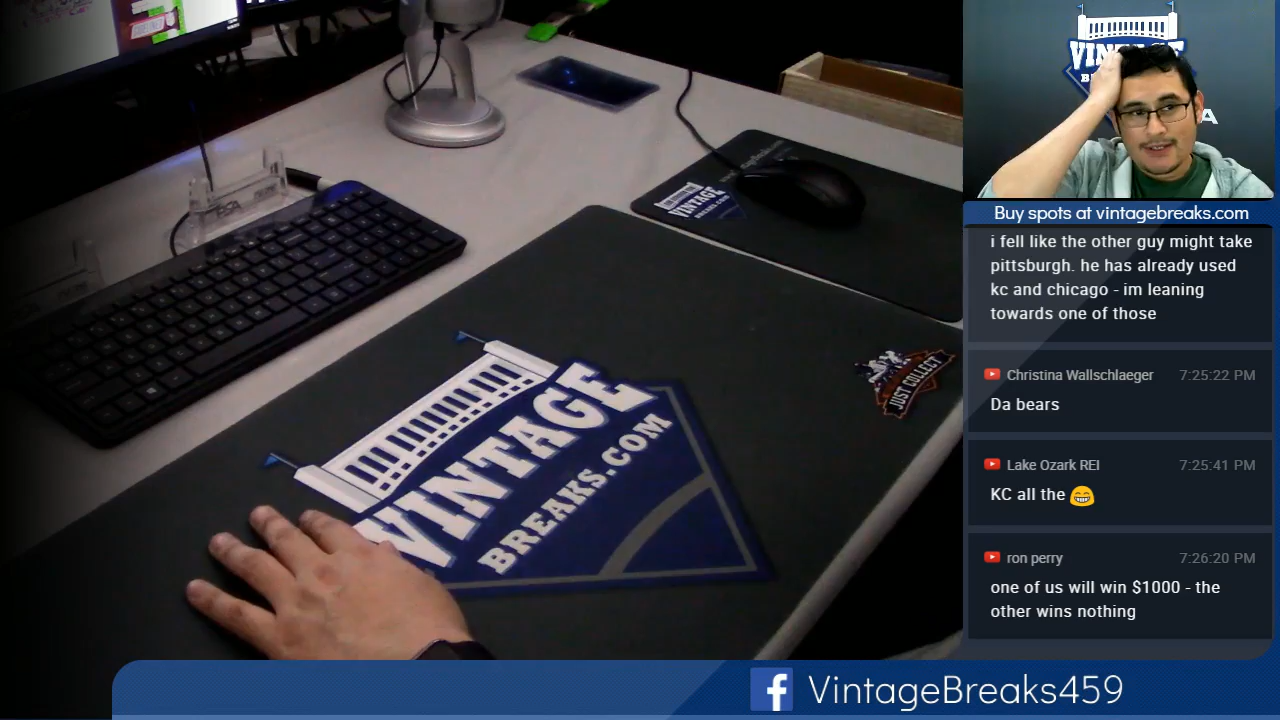 Buy spots at vintagebreaks.com
i fell like the other guy might take
pittsburgh. he has already used
kc and chicago - im leaning
towards one of those
Christina Wallschlaeger 7:25:22 PM
Da bears
Lake Ozark REI 7:25:41 PM
KC all the 😁
ron perry 7:26:20 PM
one of us will win $1000 - the
other wins nothing
VINTAGE
BREAKS.COM
VINTAGE
BREAKS.COM
JUST COLLECT
VintageBreaks459